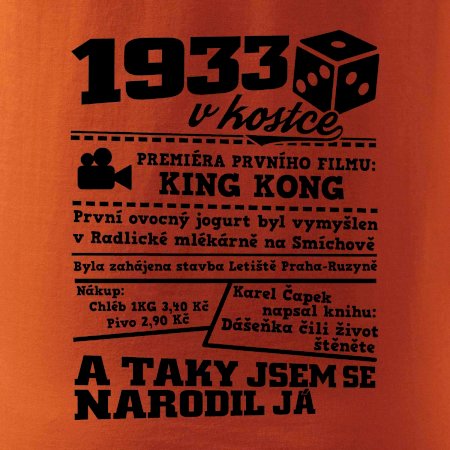 1933
v kostce
PREMIÉRA PRVNÍHO FILMU:
KING KONG
První ovocný jogurt byl vymyšlen
v Radlické mlékárně na Smíchově
Byla zahájena stavba Letiště Praha-Ruzyně
Nákup:
Chléb 1KG 3,40 Kč
Pivo 2,90 Kč
Karel Čapek
napsal knihu:
Dášeňka čili život
štěněte
A TAKY JSEM SE
NARODIL JÁ